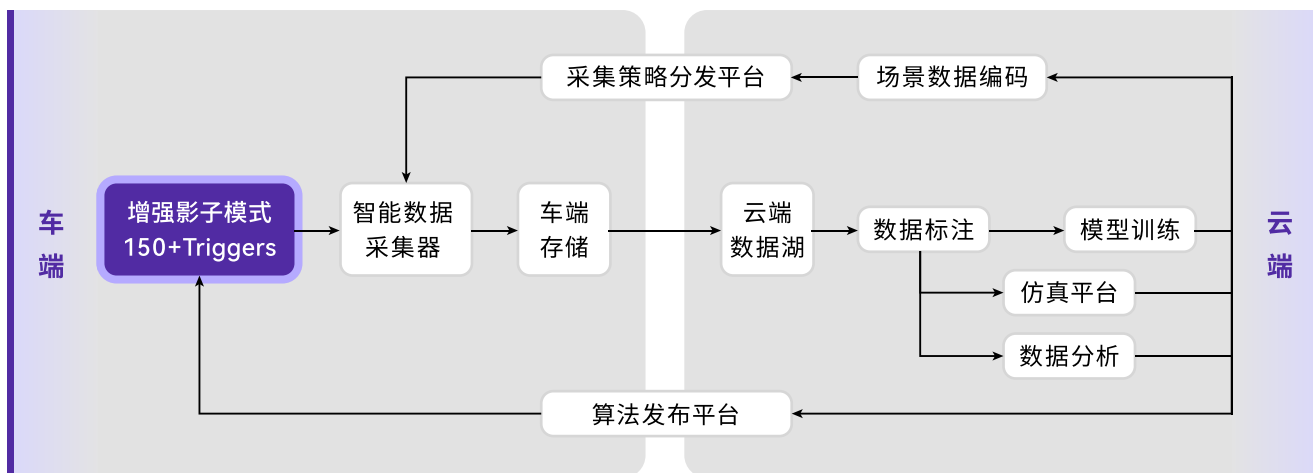 采集策略分发平台
场景数据编码
车
端
增强影子模式
150+Triggers
智能数据
采集器
车端
存储
云端
数据湖
数据标注
模型训练
仿真平台
数据分析
算法发布平台
云
端